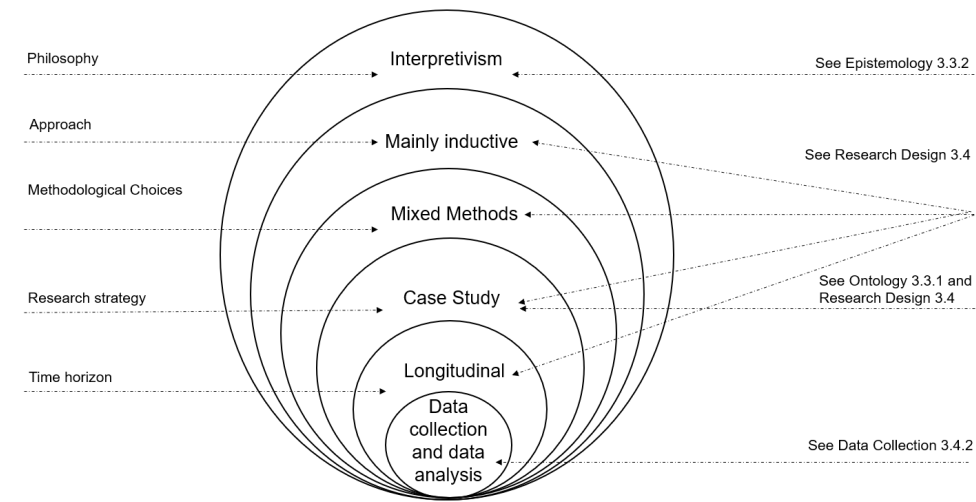 Philosophy
Interpretivism
See Epistemology 3.3.2
Approach
Mainly inductive
See Research Design 3.4
Methodological Choices
Mixed Methods
Research strategy
Case Study
See Ontology 3.3.1 and
Research Design 3.4
Time horizon
Longitudinal
Data
collection
and data
analysis
See Data Collection 3.4.2